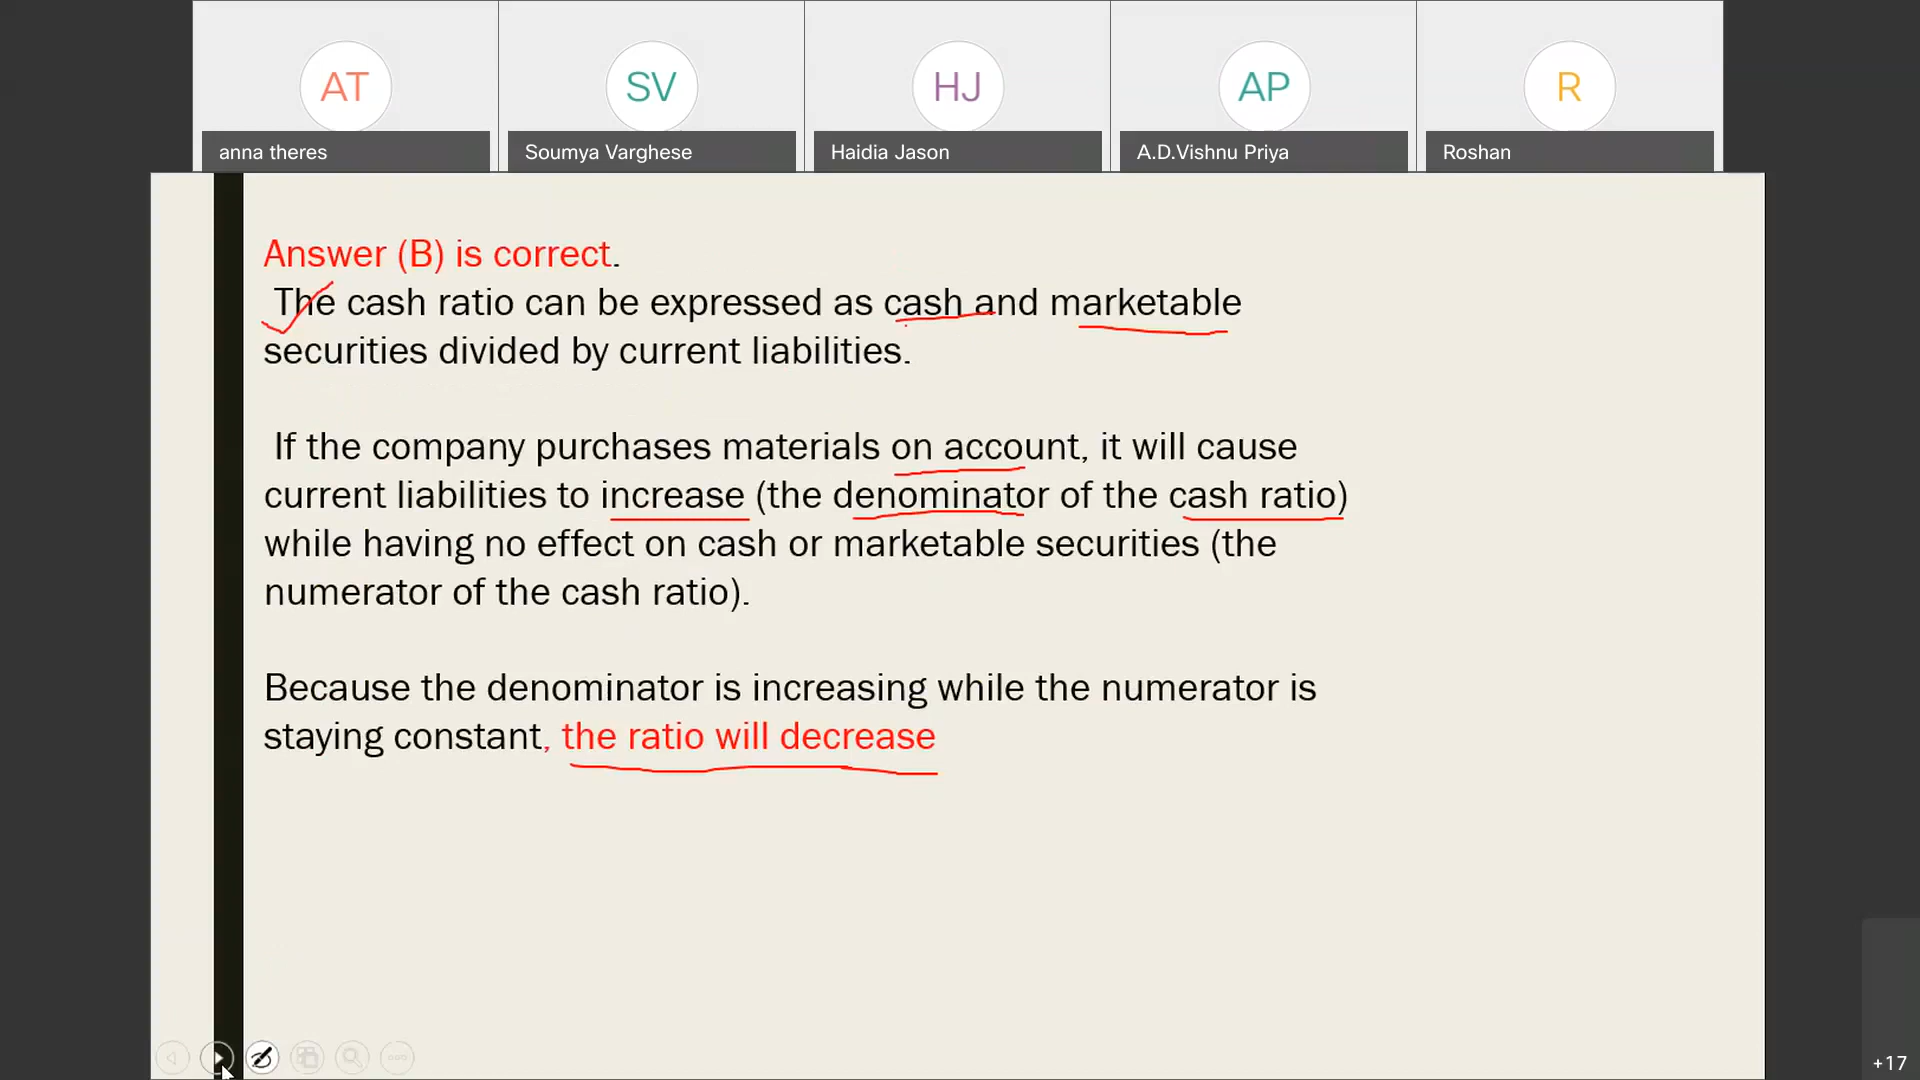 AT
SV
HJ
AP
R
anna theres
Soumya Varghese
Haidia Jason
A.D.Vishnu Priya
Roshan
Answer (B) is correct.
The cash ratio can be expressed as cash and marketable
securities divided by current liabilities.
If the company purchases materials on account, it will cause
current liabilities to increase (the denominator of the cash ratio)
while having no effect on cash or marketable securities (the
numerator of the cash ratio).
Because the denominator is increasing while the numerator is
staying constant, the ratio will decrease
+17